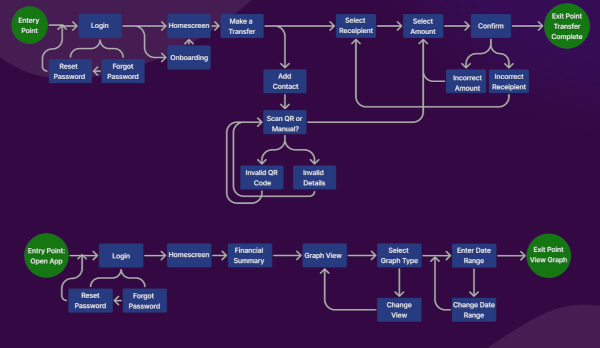 Entery
Point
Login
Homescreen
Make a
Transfer
Select
Receipient
Select
Amount
Confirm
Exit Point
Transfer
Complete
Onboarding
Reset
Password
Forgot
Password
Add
Contact
Incorrect
Amount
Incorrect
Receipient
Scan QR or
Manual?
Invalid QR
Code
Invalid
Details
Entry Point:
Open App
Login
Homescreen
Financial
Summary
Graph View
Select
Graph Type
Enter Date
Range
Exit Point
View Graph
Reset
Password
Forgot
Password
Change
View
Change Date
Range